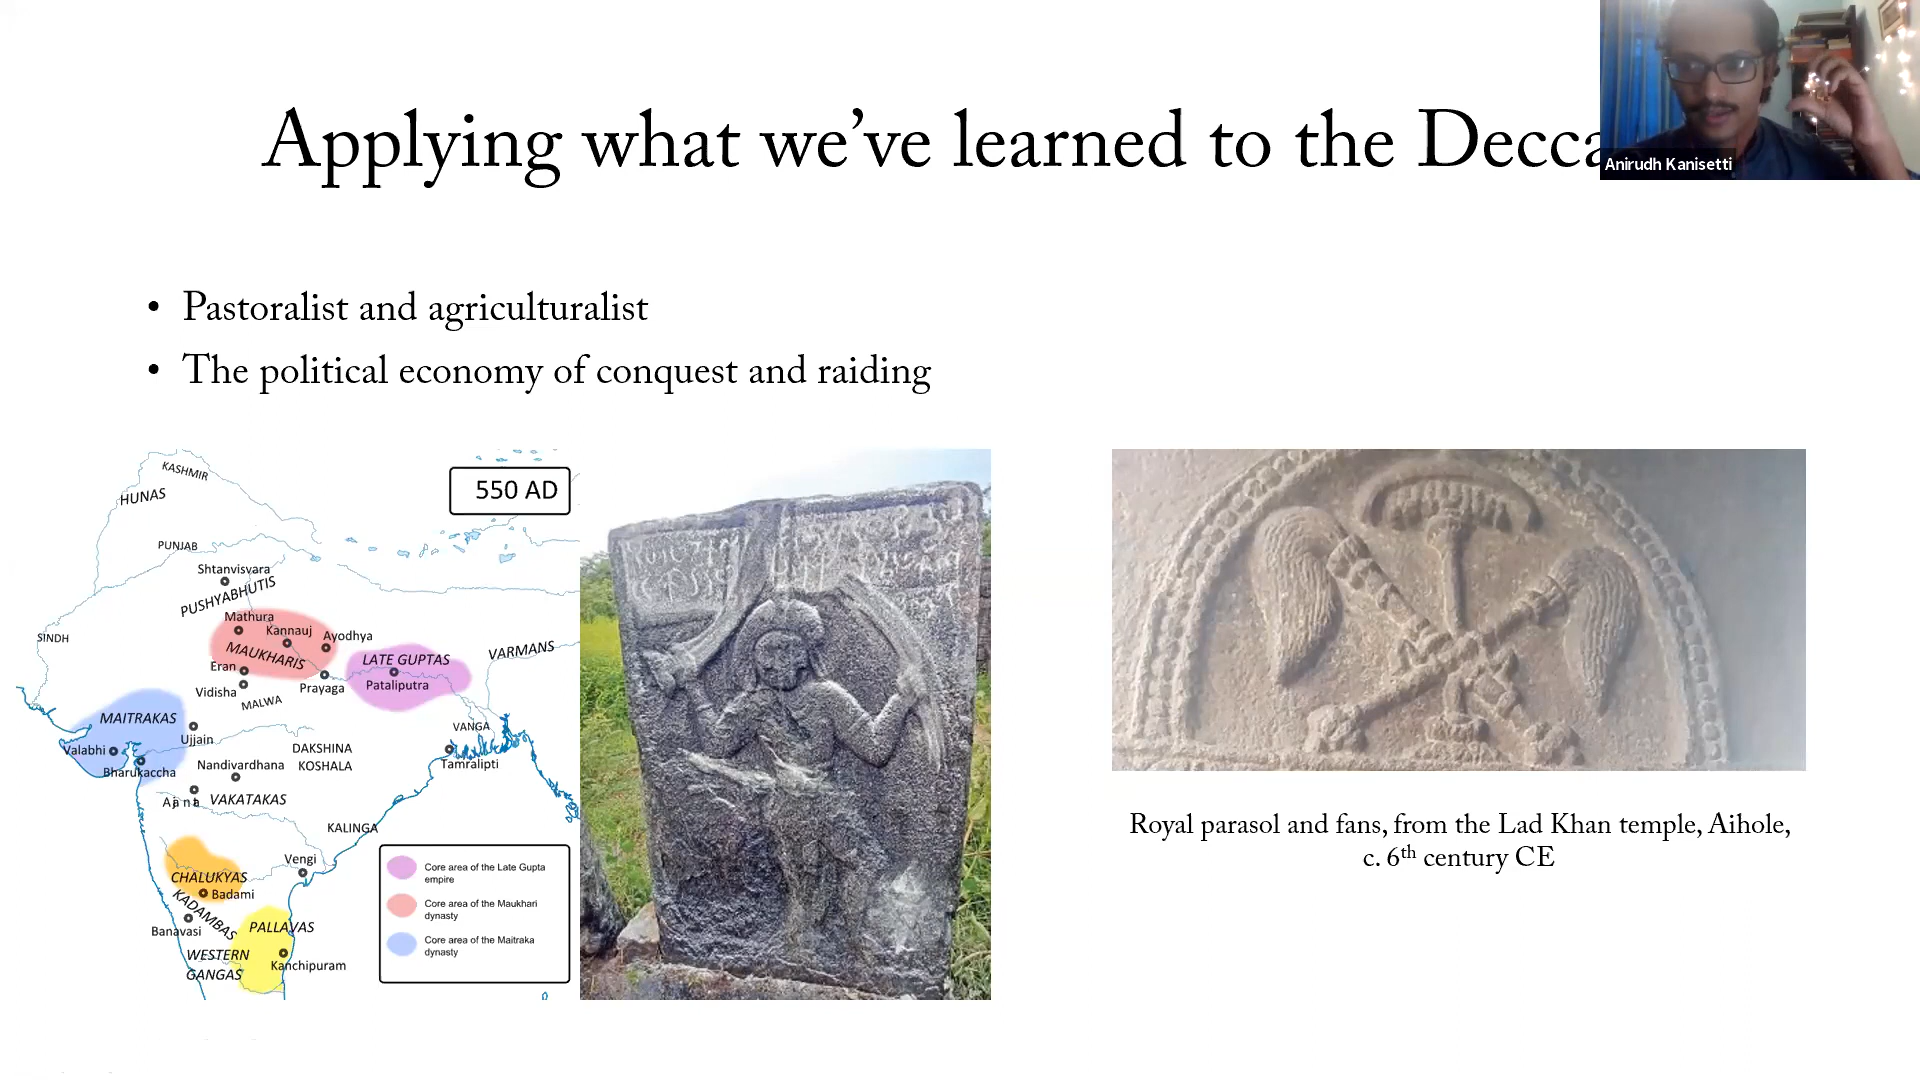 Applying what we’ve learned to the Decca
Anirudh Kanisetti
• Pastoralist and agriculturalist
• The political economy of conquest and raiding
550 AD
KASHMIR
HUNAS
PUNJAB
Shtanvisvara
PUSHYABHUTIS
Mathura
Kannauj
Ayodhya
SINDH
MAUKHARIS
LATE GUPTAS
VARMANS
Eran
Pataliputra
Vidisha
Prayaga
MALWA
MAITRAKAS
VANGA
Ujjain
Valabhi
DAKSHINA
KOSHALA
Tamralipti
Nandivardhana
Bharukaccha
VAKATAKAS
KALINGA
Vengi
CHALUKYAS
Badami
KADAMBAS
Banavasi
PALLAVAS
WESTERN
GANGAS
Kanchipuram
Core area of the Late Gupta
empire
Core area of the Maukhari
dynasty
Core area of the Maitraka
dynasty
Royal parasol and fans, from the Lad Khan temple, Aihole,
c. 6th century CE